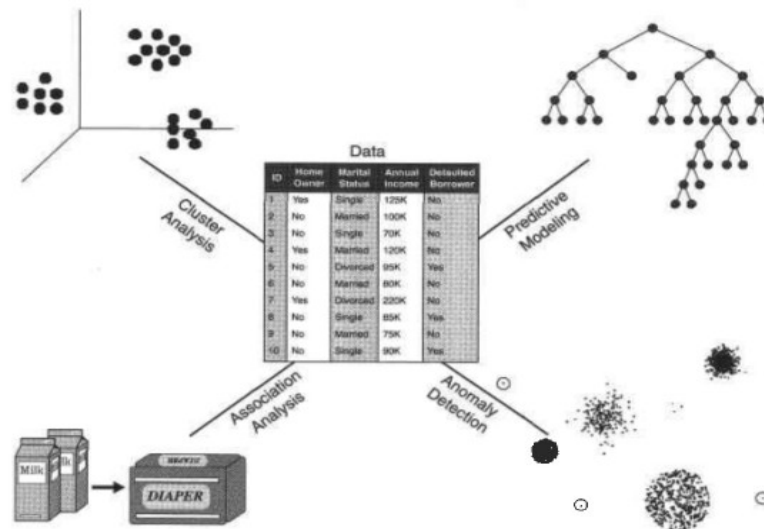 Data
ID Home Owner Marital Status Annual Income Defaulted Borrower
1 Yes Single 125K No
2 No Married 100K No
3 No Single 70K No
4 Yes Married 120K No
5 No Divorced 95K Yes
6 No Married 60K No
7 Yes Divorced 220K No
8 No Single 85K Yes
9 No Married 75K No
10 No Single 90K Yes
Cluster
Analysis
Predictive
Modeling
Association
Analysis
Anomaly
Detection
Milk
DIAPER
DIAPER